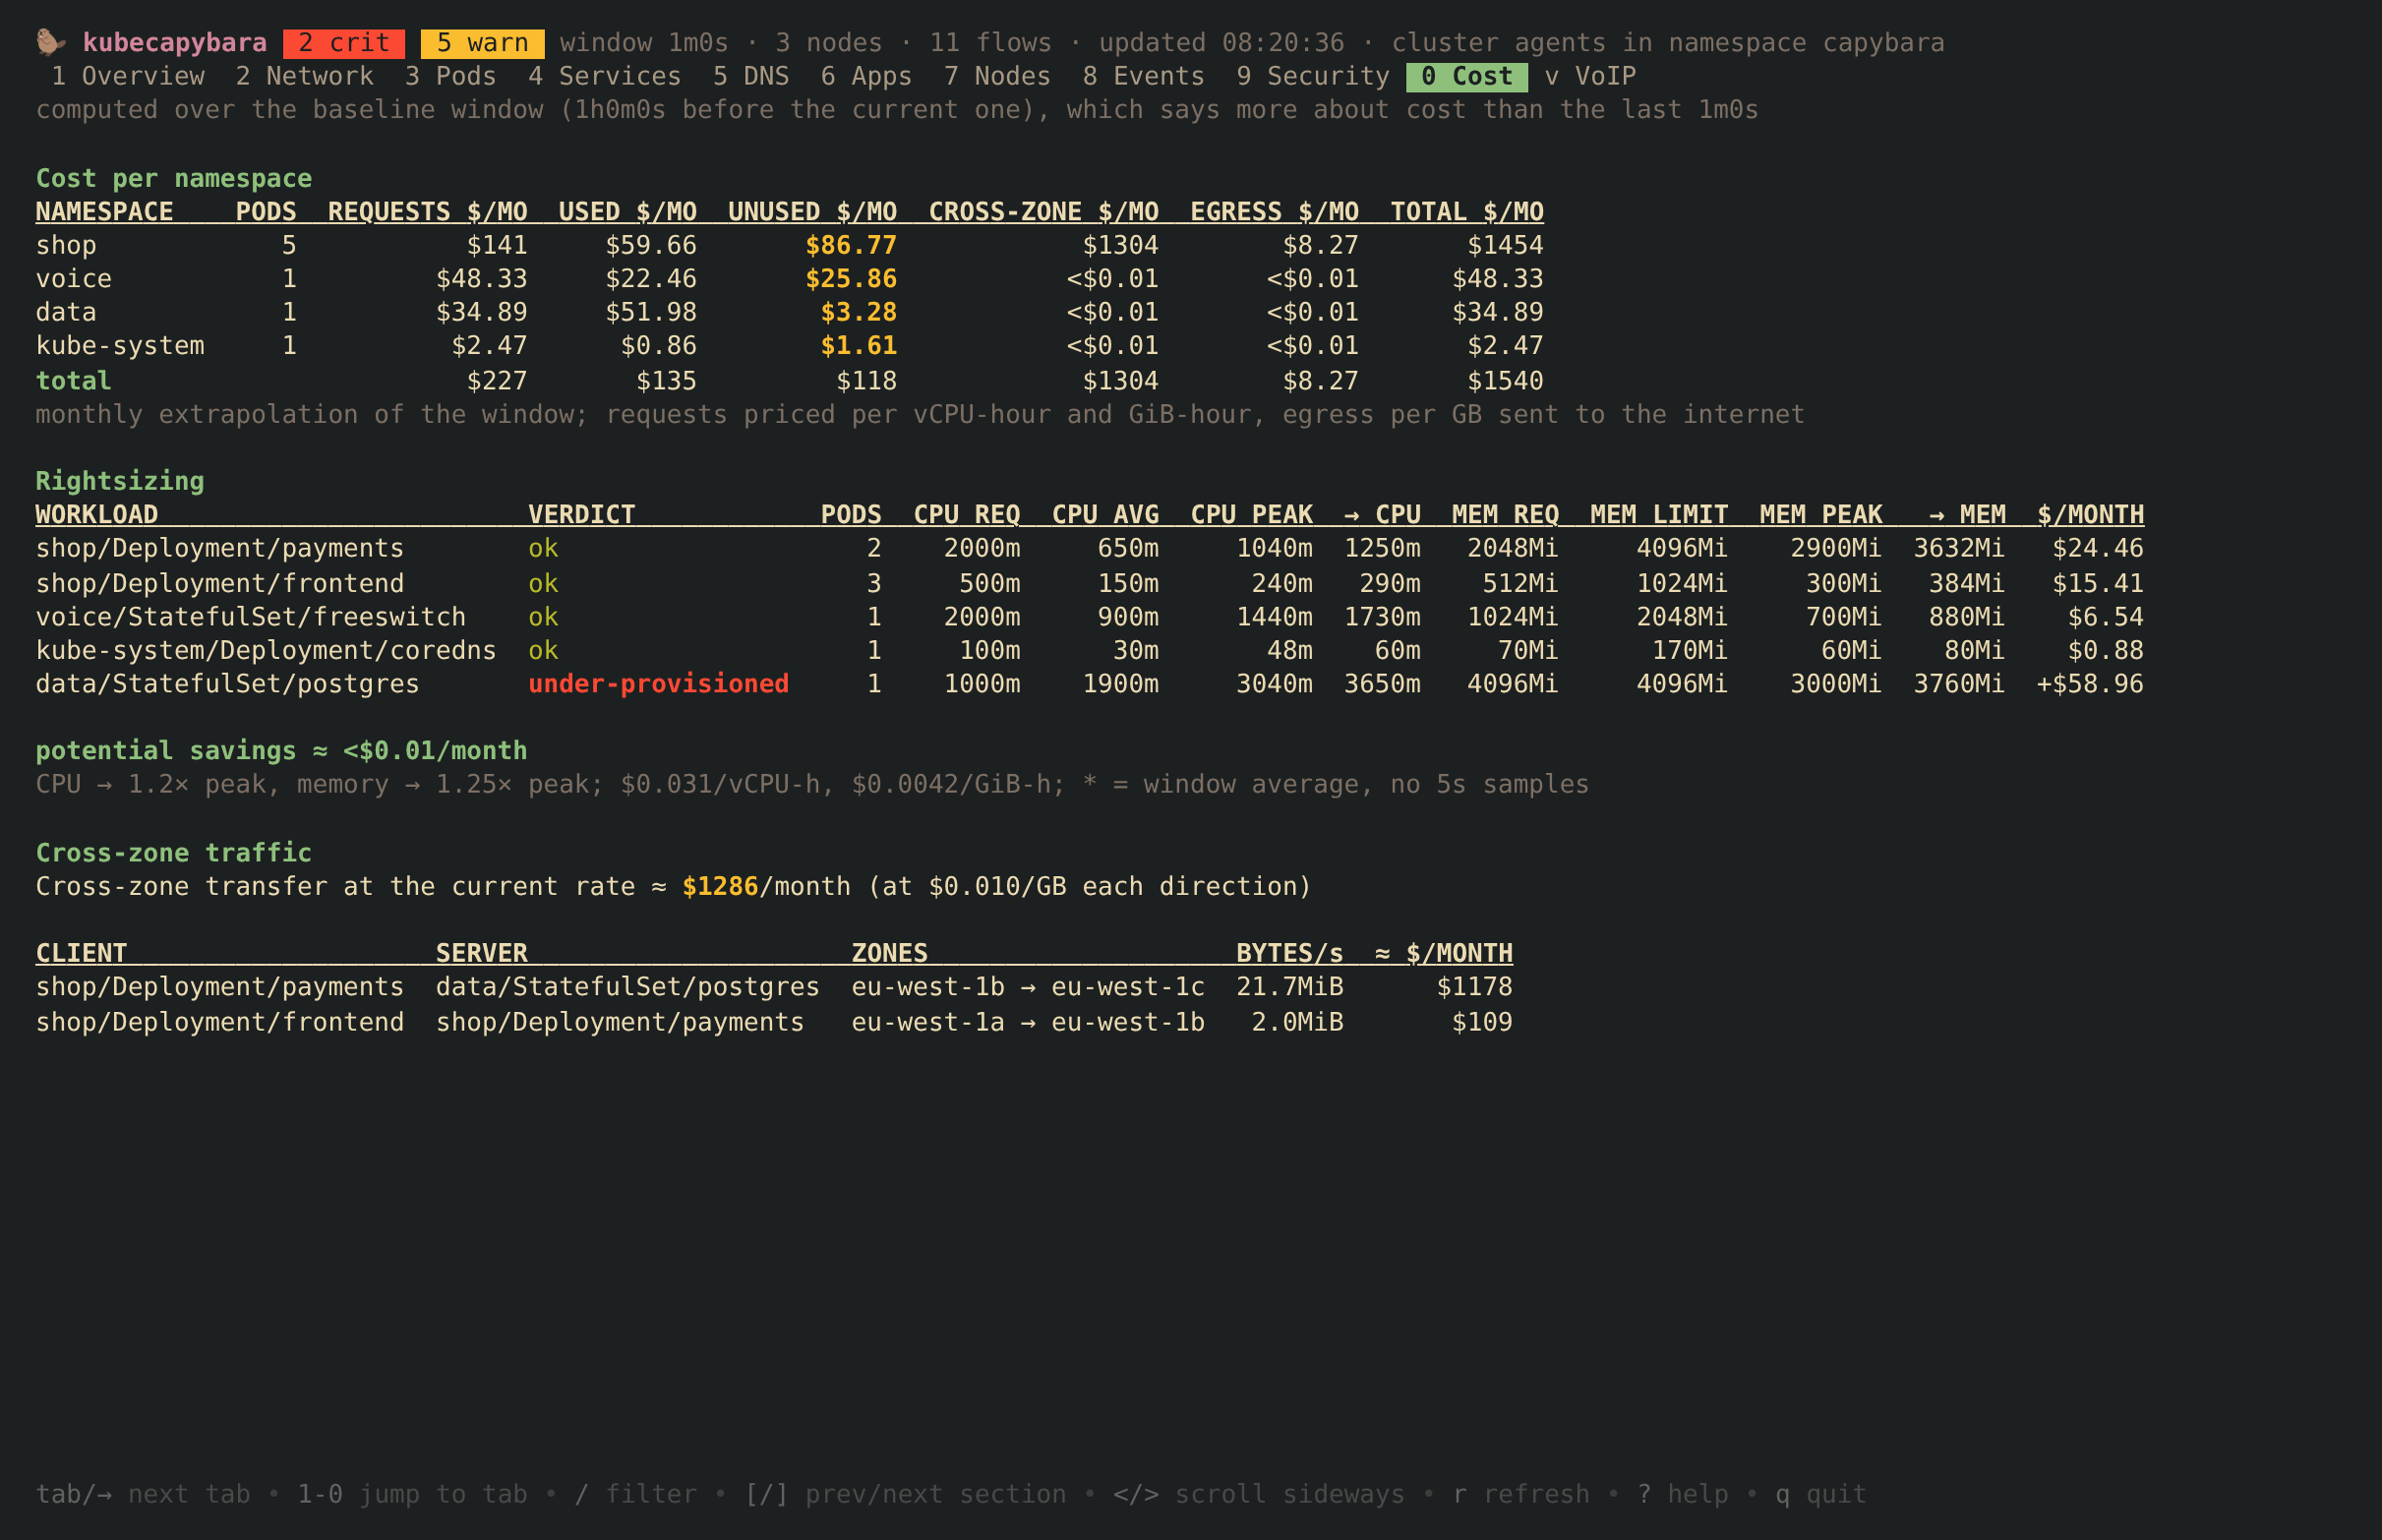 kubecapybara 2 crit 5 warn window 1m0s · 3 nodes · 11 flows · updated 08:20:36 · cluster agents in namespace capybara
1 Overview 2 Network 3 Pods 4 Services 5 DNS 6 Apps 7 Nodes 8 Events 9 Security 0 Cost v VoIP
computed over the baseline window (1h0m0s before the current one), which says more about cost than the last 1m0s
Cost per namespace
NAMESPACE PODS REQUESTS $/MO USED $/MO UNUSED $/MO CROSS-ZONE $/MO EGRESS $/MO TOTAL $/MO
shop 5 $141 $59.66 $86.77 $1304 $8.27 $1454
voice 1 $48.33 $22.46 $25.86 <$0.01 <$0.01 $48.33
data 1 $34.89 $51.98 $3.28 <$0.01 <$0.01 $34.89
kube-system 1 $2.47 $0.86 $1.61 <$0.01 <$0.01 $2.47
total $227 $135 $118 $1304 $8.27 $1540
monthly extrapolation of the window; requests priced per vCPU-hour and GiB-hour, egress per GB sent to the internet
Rightsizing
WORKLOAD VERDICT PODS CPU REQ CPU AVG CPU PEAK → CPU MEM REQ MEM LIMIT MEM PEAK → MEM $/MONTH
shop/Deployment/payments ok 2 2000m 650m 1040m 1250m 2048Mi 4096Mi 2900Mi 3632Mi $24.46
shop/Deployment/frontend ok 3 500m 150m 240m 290m 512Mi 1024Mi 300Mi 384Mi $15.41
voice/StatefulSet/freeswitch ok 1 2000m 900m 1440m 1730m 1024Mi 2048Mi 700Mi 880Mi $6.54
kube-system/Deployment/coredns ok 1 100m 30m 48m 60m 70Mi 170Mi 60Mi 80Mi $0.88
data/StatefulSet/postgres under-provisioned 1 1000m 1900m 3040m 3650m 4096Mi 4096Mi 3000Mi 3760Mi +$58.96
potential savings ≈ <$0.01/month
CPU → 1.2× peak, memory → 1.25× peak; $0.031/vCPU-h, $0.0042/GiB-h; * = window average, no 5s samples
Cross-zone traffic
Cross-zone transfer at the current rate ≈ $1286/month (at $0.010/GB each direction)
CLIENT SERVER ZONES BYTES/s ≈ $/MONTH
shop/Deployment/payments data/StatefulSet/postgres eu-west-1b → eu-west-1c 21.7MiB $1178
shop/Deployment/frontend shop/Deployment/payments eu-west-1a → eu-west-1b 2.0MiB $109
tab/→ next tab • 1-0 jump to tab • / filter • [/] prev/next section • </> scroll sideways • r refresh • ? help • q quit